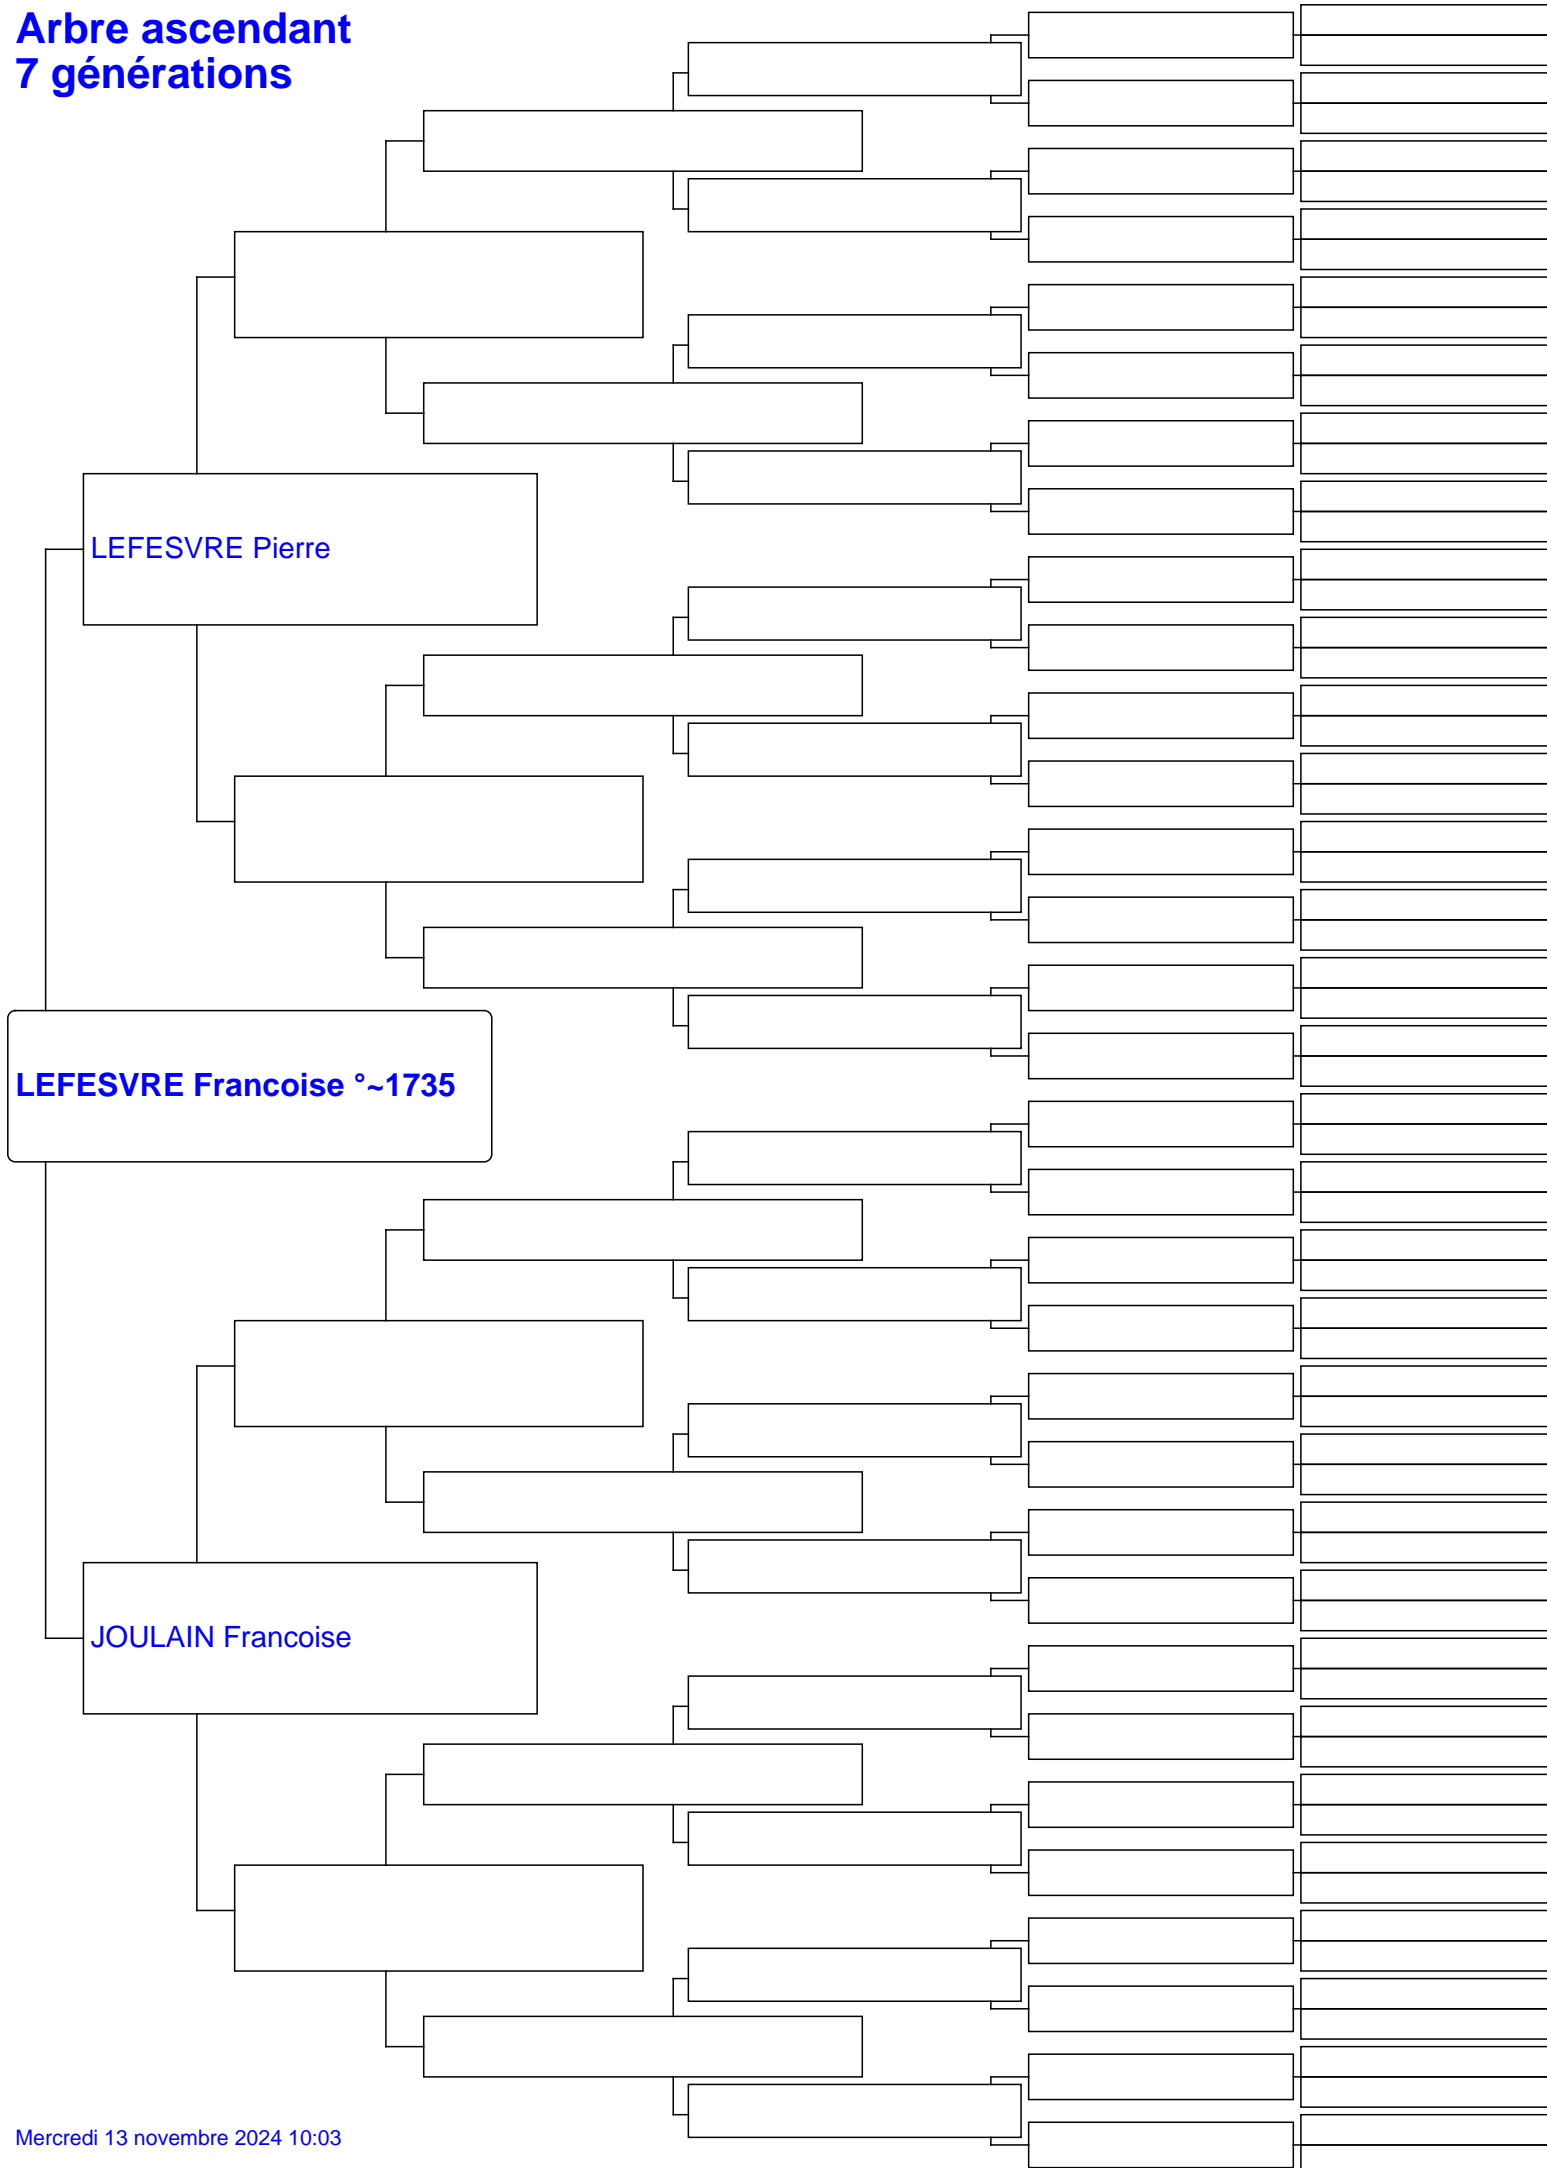 Arbre ascendant
7 générations
LEFESVRE Pierre
LEFESVRE Francoise °~1735
JOULAIN Francoise
Mercredi 13 novembre 2024 10:03